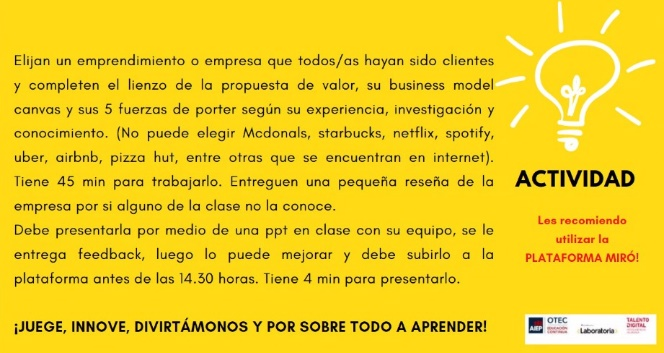 Elijan un emprendimiento o empresa que todos/as hayan sido clientes
y completen el lienzo de la propuesta de valor, su business model
canvas y sus 5 fuerzas de porter según su experiencia, investigación y
conocimiento. (No puede elegir Mcdonals, starbucks, netflix, spotify,
uber, airbnb, pizza hut, entre otras que se encuentran en internet).
Tiene 45 min para trabajarlo. Entreguen una pequeña reseña de la
empresa por si alguno de la clase no la conoce.
Debe presentarla por medio de una ppt en clase con su equipo, se le
entrega feedback, luego lo puede mejorar y debe subirlo a la
plataforma antes de las 14.30 horas. Tiene 4 min para presentarlo.
¡JUEGE, INNOVE, DIVIRTÁMONOS Y POR SOBRE TODO A APRENDER!
ACTIVIDAD
Les recomiendo
utilizar la
PLATAFORMA MIRÓ!
AIEP
OTEC
EDUCACIÓN
CONTINUA
Laboratoria
TALENTO
DIGITAL